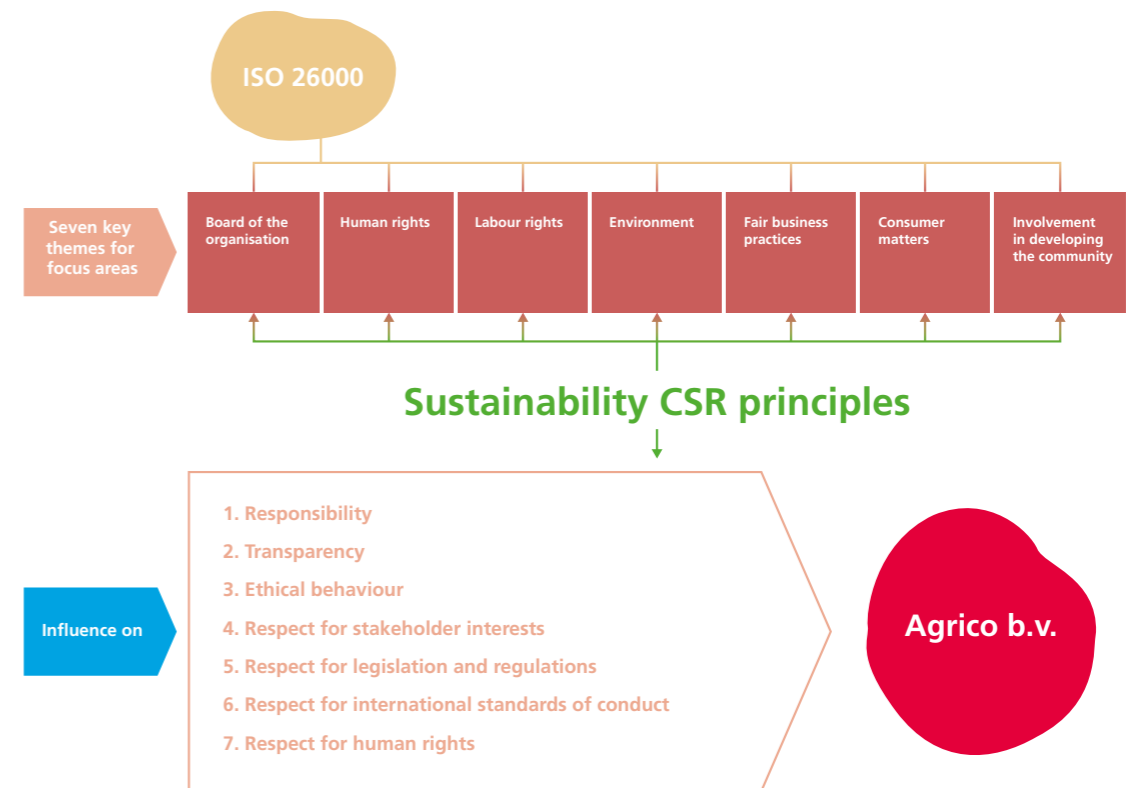 ISO 26000
Seven key
themes for
focus areas
Board of the
organisation
Human rights
Labour rights
Environment
Fair business
practices
Consumer
matters
Involvement
in developing
the community
Sustainability CSR principles
Influence on
1. Responsibility
2. Transparency
3. Ethical behaviour
4. Respect for stakeholder interests
5. Respect for legislation and regulations
6. Respect for international standards of conduct
7. Respect for human rights
Agrico b.v.